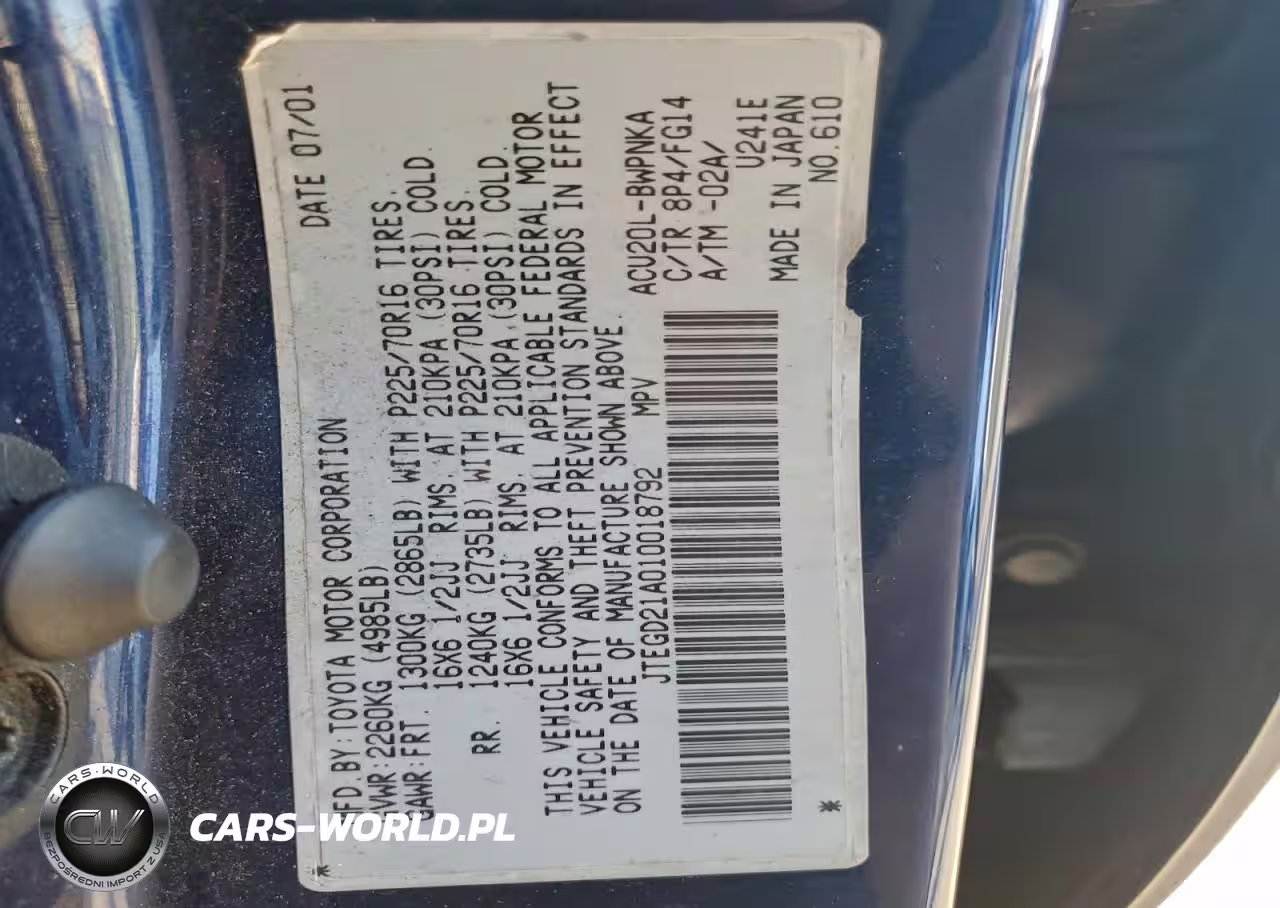 MFD.BY:TOYOTA MOTOR CORPORATION DATE 07/01
GVWR:2260KG (4985LB)
GAWR:FRT. 1300KG (2865LB) WITH P225/70R16 TIRES.
16X6 1/2JJ RIMS. AT 210KPA (30PSI) COLD.
RR. 1240KG (2735LB) WITH P225/70R16 TIRES.
16X6 1/2JJ RIMS. AT 210KPA.(30PSI) COLD.
THIS VEHICLE CONFORMS TO ALL APPLICABLE FEDERAL MOTOR
VEHICLE SAFETY AND THEFT PREVENTION STANDARDS IN EFFECT
ON THE DATE OF MANUFACTURE SHOWN ABOVE.
JTEGD21A010018792 MPV
ACU20L-BWPNKA
C/TR 8P4/FG14
A/TM -02A/
U241E
MADE IN JAPAN
NO.610
*
*
CARS-WORLD
CW
BEZPOŚREDNI IMPORT Z USA
CARS-WORLD.PL